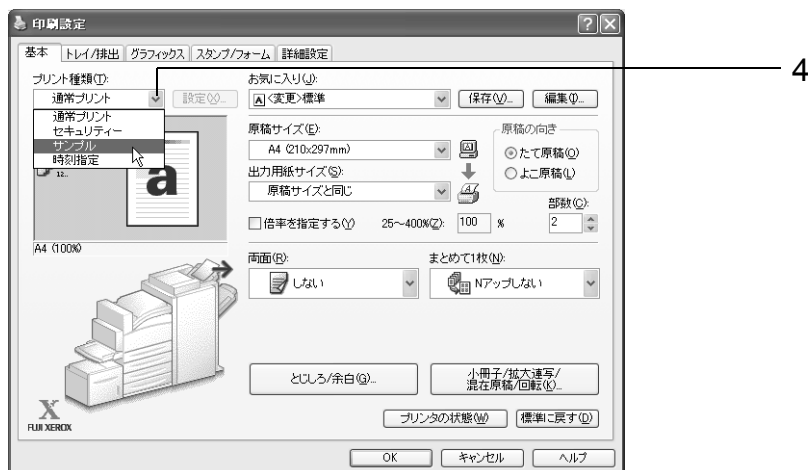 印刷設定
4
基本 トレイ/排出 グラフィックス スタンプ/フォーム 詳細設定
プリント種類(T):
通常プリント 設定(X)...
通常プリント
セキュリティー
サンプル
時刻指定
12..
a
A4 (100%)
X
FUJI XEROX
お気に入り(J):
A <変更>標準 保存(V)... 編集(I)...
原稿サイズ(E):
A4 (210x297mm)
出力用紙サイズ(S):
原稿サイズと同じ
倍率を指定する(Y) 25~400%(Z): 100 %
原稿の向き
たて原稿(O)
よこ原稿(L)
部数(C):
2
両面(R):
しない
まとめて1枚(N):
Nアップしない
とじしろ/余白(G)...
小冊子/拡大連写/
混在原稿/回転(K)...
プリンタの状態(W) 標準に戻す(D)
OK キャンセル ヘルプ